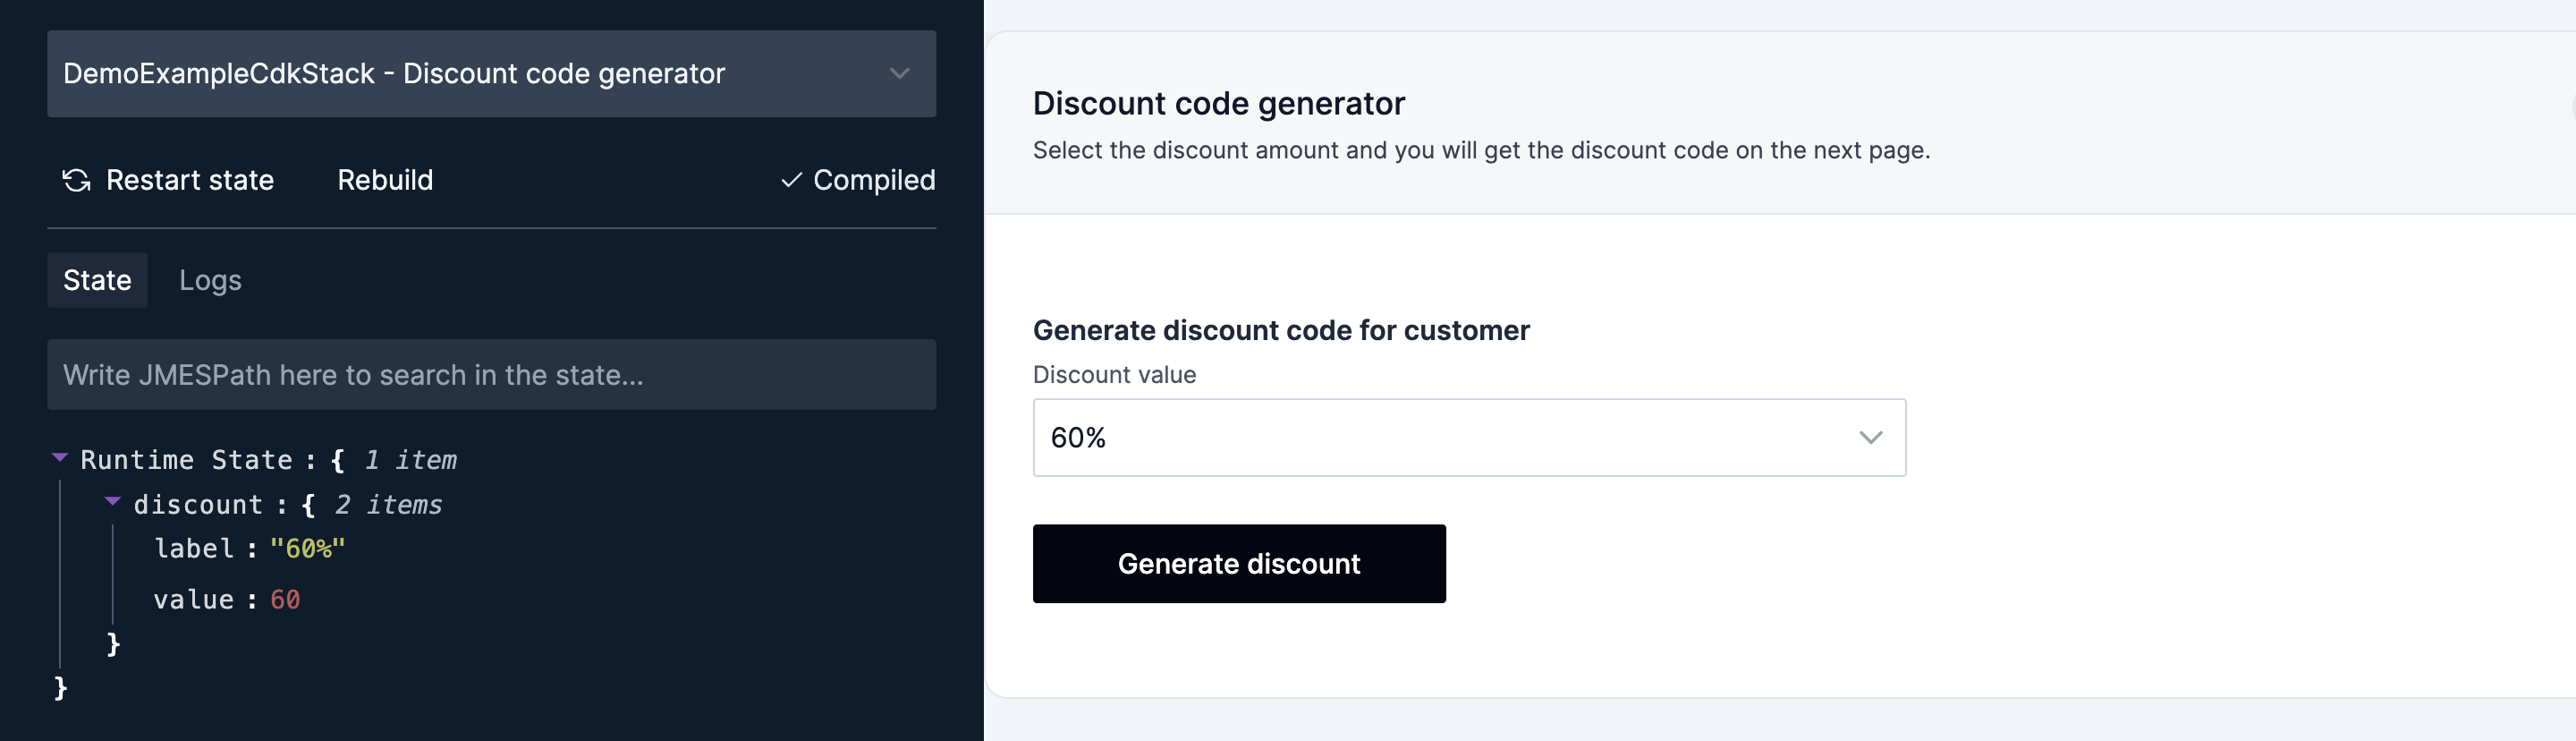 DemoExampleCdkStack - Discount code generator
Restart state Rebuild Compiled
State Logs
Write JMESPath here to search in the state...
Runtime State : { 1 item
discount : { 2 items
label : "60%"
value : 60
}
}
Discount code generator
Select the discount amount and you will get the discount code on the next page.
Generate discount code for customer
Discount value
60%
Generate discount